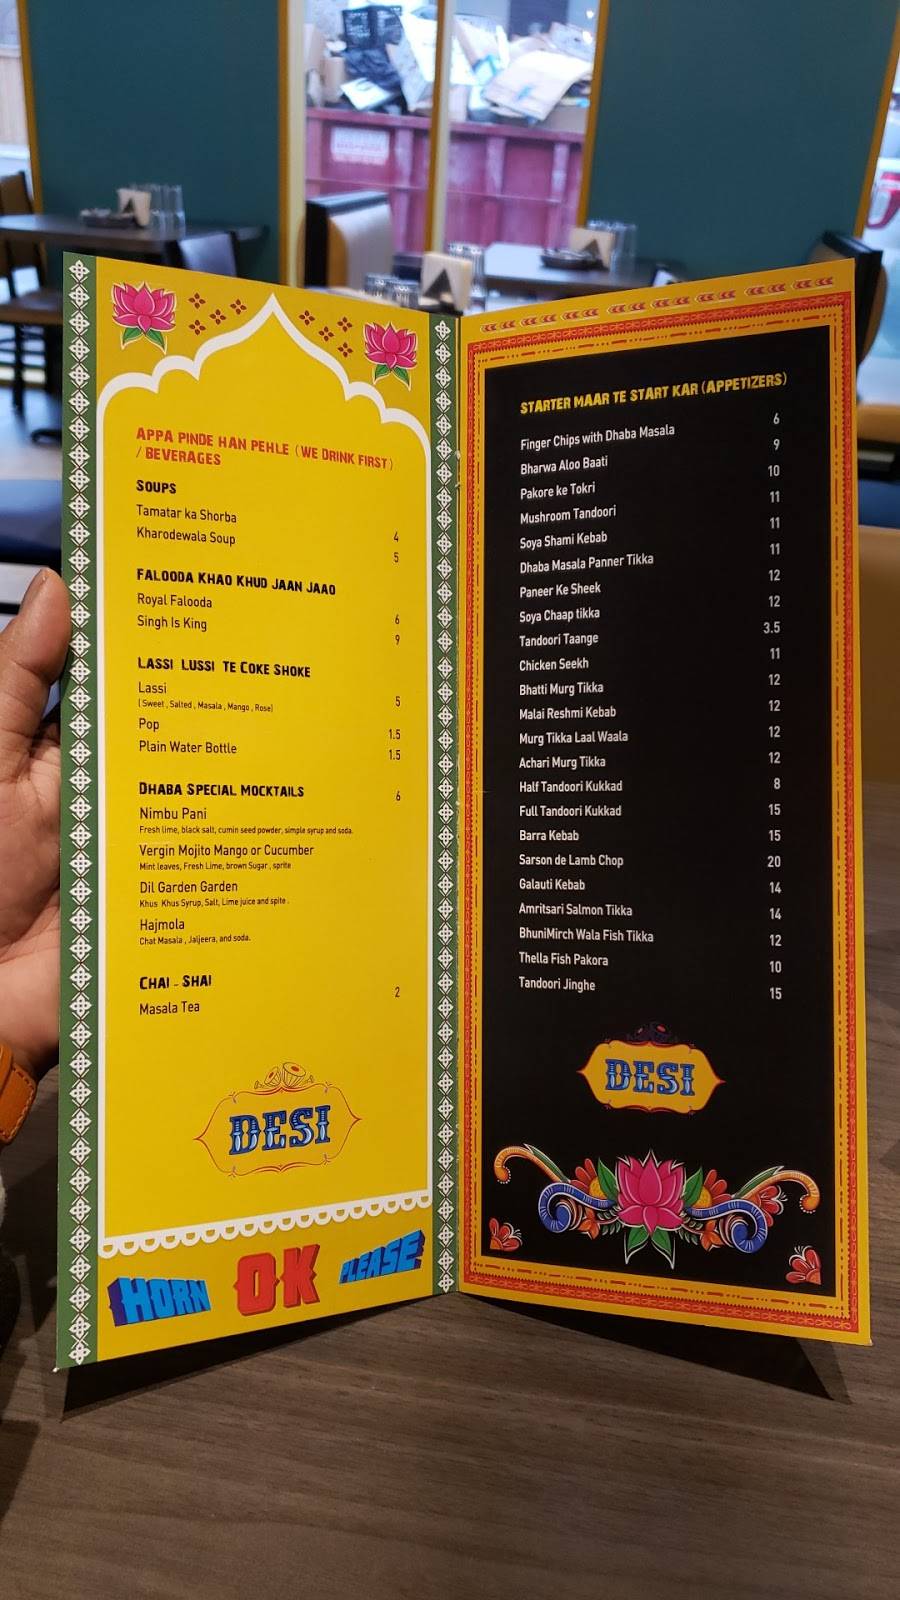 APPA PINDE HAN PEHLE (WE DRINK FIRST)
/ BEVERAGES
SOUPS
Tamatar ka Shorba 4
Kharodewala Soup 5
FALOODA KHAO KHUD JAAN JAAO
Royal Falooda 6
Singh Is King 9
LASSI LUSSI TE COKE SHOKE
Lassi 5
(Sweet , Salted , Masala , Mango , Rose)
Pop 1.5
Plain Water Bottle 1.5
DHABA SPECIAL MOCKTAILS 6
Nimbu Pani
Fresh lime, black salt, cumin seed powder, simple syrup and soda.
Vergin Mojito Mango or Cucumber
Mint leaves, Fresh Lime, brown Sugar , sprite
Dil Garden Garden
Khus Khus Syrup, Salt, Lime juice and spite .
Hajmola
Chat Masala , Jaljeera, and soda.
CHAI - SHAI
Masala Tea 2
DESI
HORN OK PLEASE
STARTER MAAR TE START KAR (APPETIZERS)
Finger Chips with Dhaba Masala 6
Bharwa Aloo Baati 9
Pakore ke Tokri 10
Mushroom Tandoori 11
Soya Shami Kebab 11
Dhaba Masala Panner Tikka 11
Paneer Ke Sheek 12
Soya Chaap tikka 12
Tandoori Taange 3.5
Chicken Seekh 11
Bhatti Murg Tikka 12
Malai Reshmi Kebab 12
Murg Tikka Laal Waala 12
Achari Murg Tikka 12
Half Tandoori Kukkad 8
Full Tandoori Kukkad 15
Barra Kebab 15
Sarson de Lamb Chop 20
Galauti Kebab 14
Amritsari Salmon Tikka 14
BhuniMirch Wala Fish Tikka 12
Thella Fish Pakora 10
Tandoori Jinghe 15
DESI